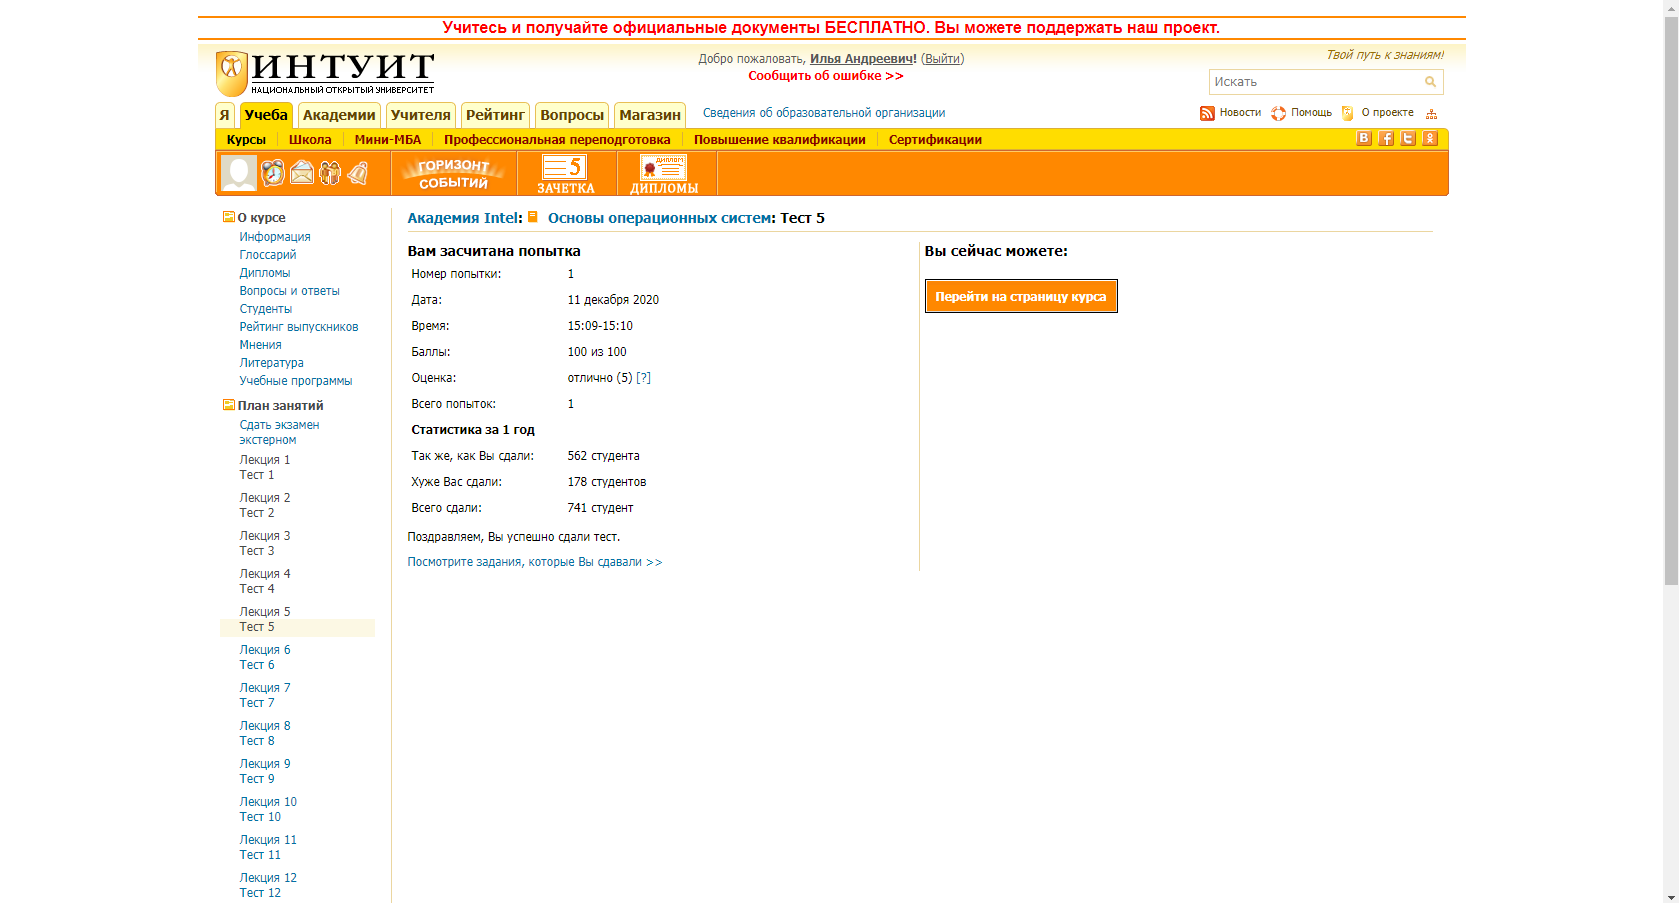 Учитесь и получайте официальные документы БЕСПЛАТНО. Вы можете поддержать наш проект.
ИНТУИТ
НАЦИОНАЛЬНЫЙ ОТКРЫТЫЙ УНИВЕРСИТЕТ
Добро пожаловать, Илья Андреевич! (Выйти)
Сообщить об ошибке >>
Твой путь к знаниям!
Искать
Я Учеба Академии Учителя Рейтинг Вопросы Магазин Сведения об образовательной организации
Новости Помощь О проекте
Курсы Школа Мини-МБА Профессиональная переподготовка Повышение квалификации Сертификации
ГОРИЗОНТ СОБЫТИЙ
5
ЗАЧЕТКА
ДИПЛОМ
ДИПЛОМЫ
О курсе
Информация
Глоссарий
Дипломы
Вопросы и ответы
Студенты
Рейтинг выпускников
Мнения
Литература
Учебные программы
План занятий
Сдать экзамен
экстерном
Лекция 1
Тест 1
Лекция 2
Тест 2
Лекция 3
Тест 3
Лекция 4
Тест 4
Лекция 5
Тест 5
Лекция 6
Тест 6
Лекция 7
Тест 7
Лекция 8
Тест 8
Лекция 9
Тест 9
Лекция 10
Тест 10
Лекция 11
Тест 11
Лекция 12
Тест 12
Академия Intel: Основы операционных систем: Тест 5
Вам засчитана попытка
Номер попытки: 1
Дата: 11 декабря 2020
Время: 15:09-15:10
Баллы: 100 из 100
Оценка: отлично (5) [?]
Всего попыток: 1
Статистика за 1 год
Так же, как Вы сдали: 562 студента
Хуже Вас сдали: 178 студентов
Всего сдали: 741 студент
Поздравляем, Вы успешно сдали тест.
Посмотрите задания, которые Вы сдавали >>
Вы сейчас можете:
Перейти на страницу курса